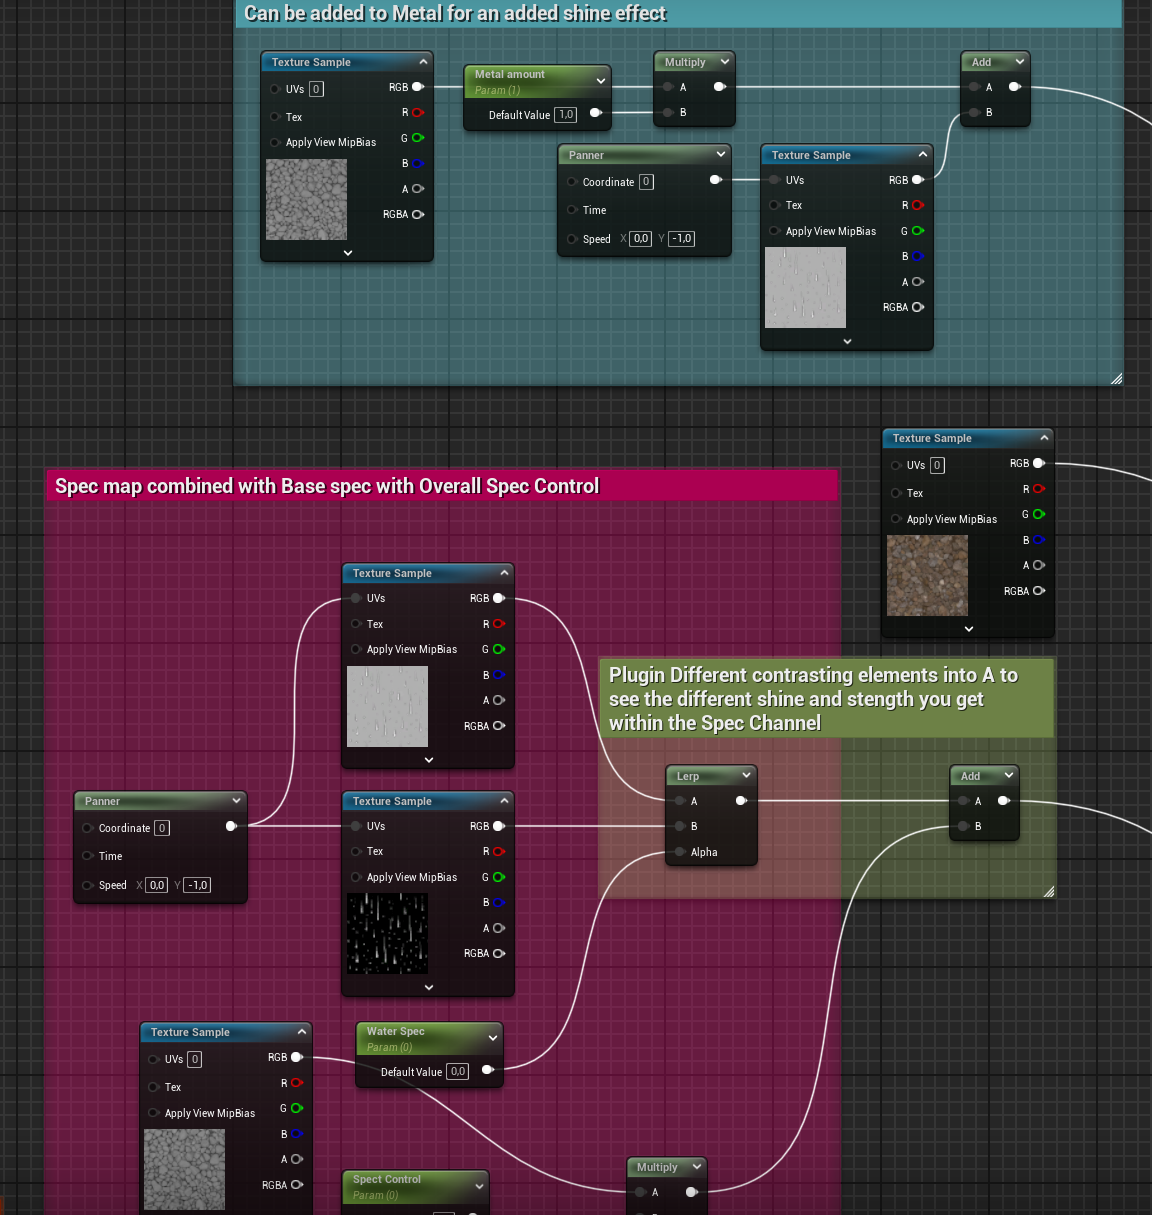 Can be added to Metal for an added shine effect
Texture Sample
UVs 0
RGB
Tex
R
Apply View MipBias
G
B
A
RGBA
Metal amount
Param (1)
Default Value 1,0
Multiply
A
B
Add
A
B
Panner
Coordinate 0
Time
Speed X 0,0 Y -1,0
Texture Sample
UVs
RGB
Tex
R
Apply View MipBias
G
B
A
RGBA
Texture Sample
UVs 0
RGB
Tex
R
Apply View MipBias
G
B
A
RGBA
Spec map combined with Base spec with Overall Spec Control
Texture Sample
UVs
RGB
Tex
R
Apply View MipBias
G
B
A
RGBA
Plugin Different contrasting elements into A to
see the different shine and stength you get
within the Spec Channel
Lerp
A
B
Alpha
Add
A
B
Panner
Coordinate 0
Time
Speed X 0,0 Y -1,0
Texture Sample
UVs
RGB
Tex
R
Apply View MipBias
G
B
A
RGBA
Texture Sample
UVs 0
RGB
Tex
R
Apply View MipBias
G
B
A
RGBA
Water Spec
Param (0)
Default Value 0,0
Spect Control
Param (0)
Multiply
A